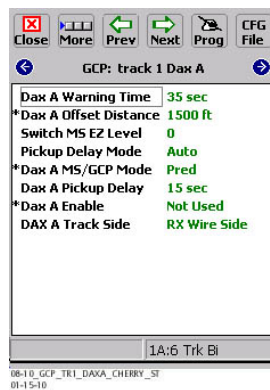 Close More Prev Next Prog CFG File
GCP: track 1 Dax A
Dax A Warning Time 35 sec
*Dax A Offset Distance 1500 ft
Switch MS EZ Level 0
Pickup Delay Mode Auto
*Dax A MS/GCP Mode Pred
Dax A Pickup Delay 15 sec
*Dax A Enable Not Used
DAX A Track Side RX Wire Side
1A:6 Trk Bi
08-10_GCP_TR1_DAXA_CHERRY_ST
01-15-10